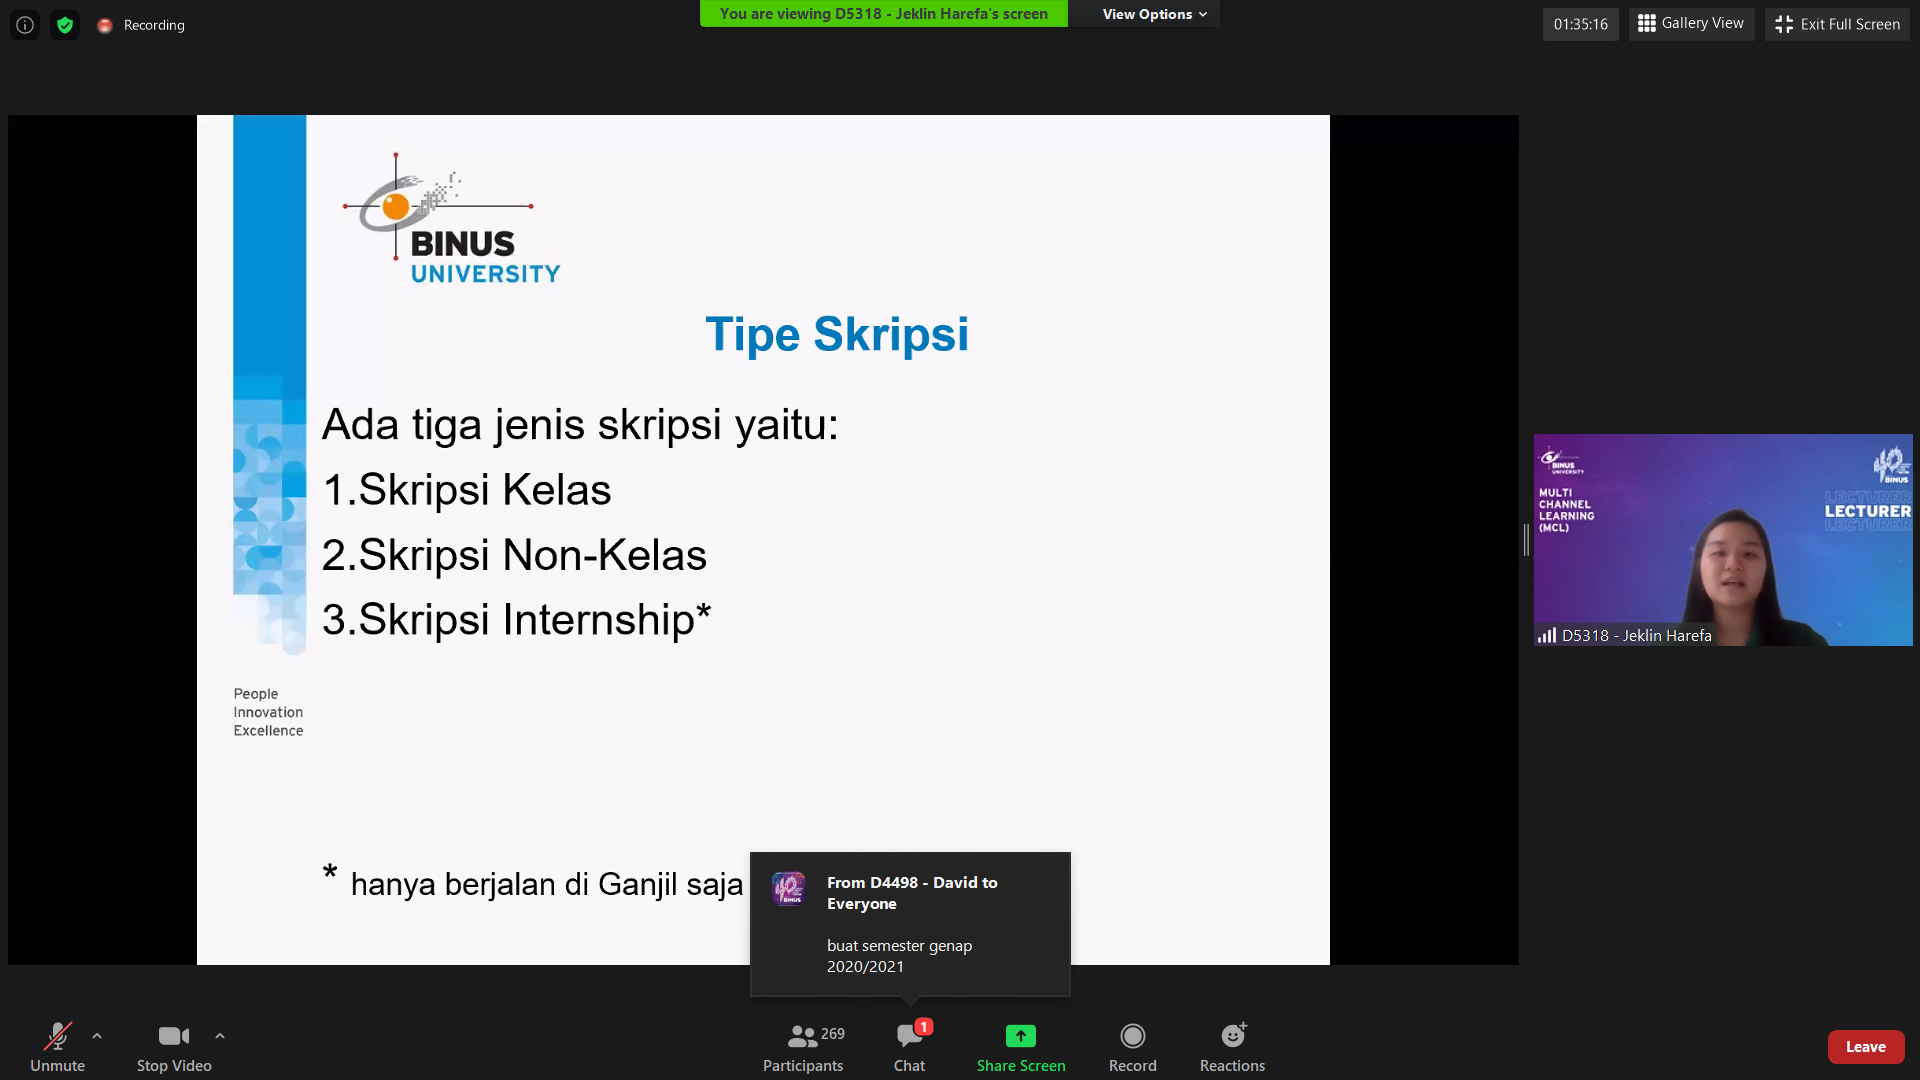 Recording
You are viewing D5318 - Jeklin Harefa's screen
View Options
01:35:16
Gallery View
Exit Full Screen
BINUS
UNIVERSITY
Tipe Skripsi
Ada tiga jenis skripsi yaitu:
1.Skripsi Kelas
2.Skripsi Non-Kelas
3.Skripsi Internship*
People
Innovation
Excellence
* hanya berjalan di Ganjil saja
From D4498 - David to
Everyone
buat semester genap
2020/2021
BINUS
UNIVERSITY
MULTI
CHANNEL
LEARNING
(MCL)
BINUS
LECTURER
LECTURER
LECTURER
D5318 - Jeklin Harefa
Unmute
Stop Video
269
Participants
1
Chat
Share Screen
Record
Reactions
Leave